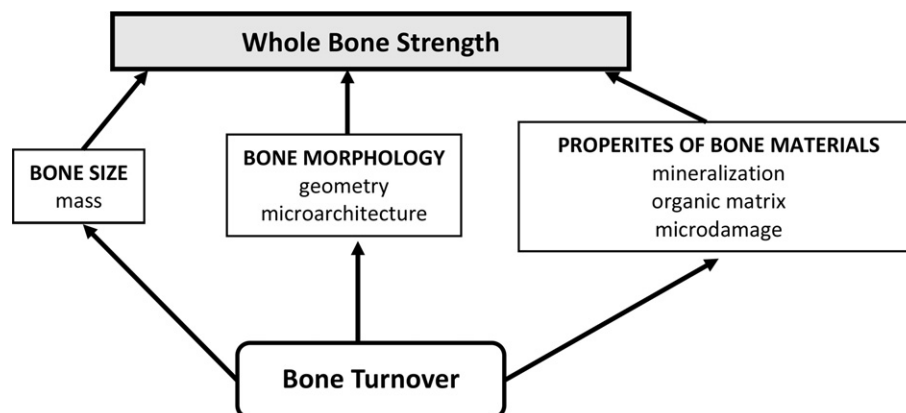 Whole Bone Strength
BONE SIZE
mass
BONE MORPHOLOGY
geometry
microarchitecture
PROPERITES OF BONE MATERIALS
mineralization
organic matrix
microdamage
Bone Turnover